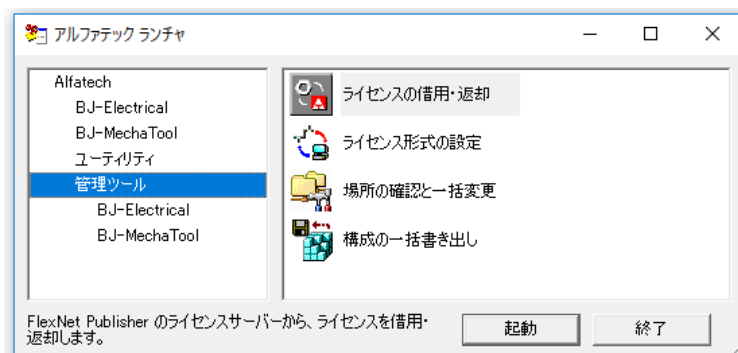 アルファテック ランチャ
Alfatech
BJ-Electrical
BJ-MechaTool
ユーティリティ
管理ツール
BJ-Electrical
BJ-MechaTool
ライセンスの借用・返却
ライセンス形式の設定
場所の確認と一括変更
構成の一括書き出し
FlexNet Publisher のライセンスサーバーから、ライセンスを借用・
返却します。
起動
終了